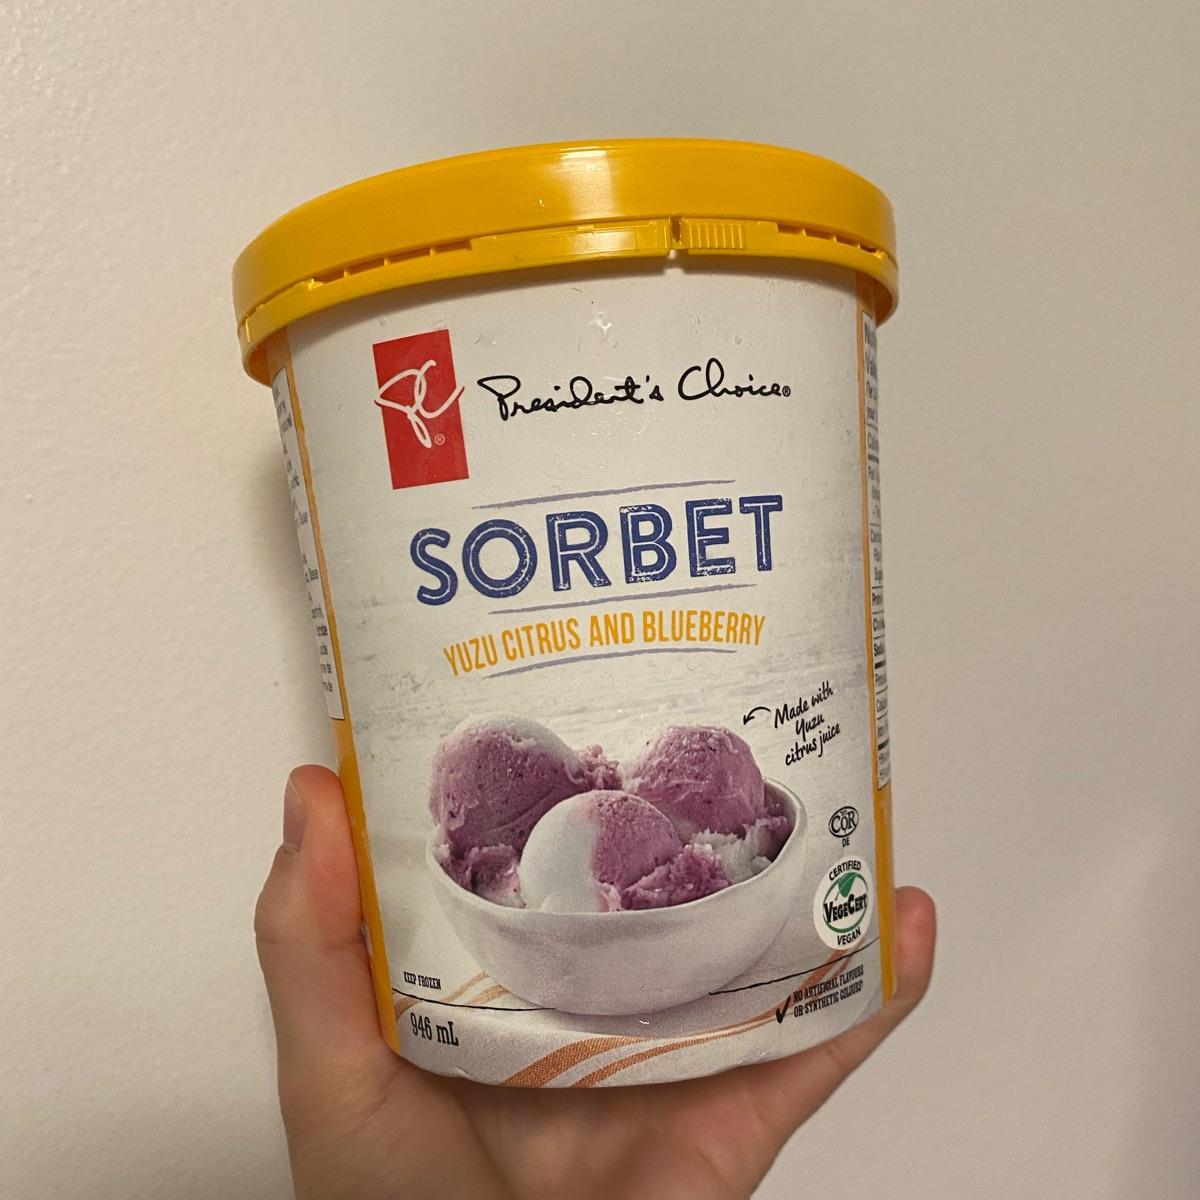 PC®
President's Choice®
SORBET
YUZU CITRUS AND BLUEBERRY
Made with
Yuzu
citrus juice
COR
DE
CERTIFIED
VEGECERT
VEGAN
KEEP FROZEN
946 mL
NO ARTIFICIAL FLAVOURS
OR SYNTHETIC COLOURS